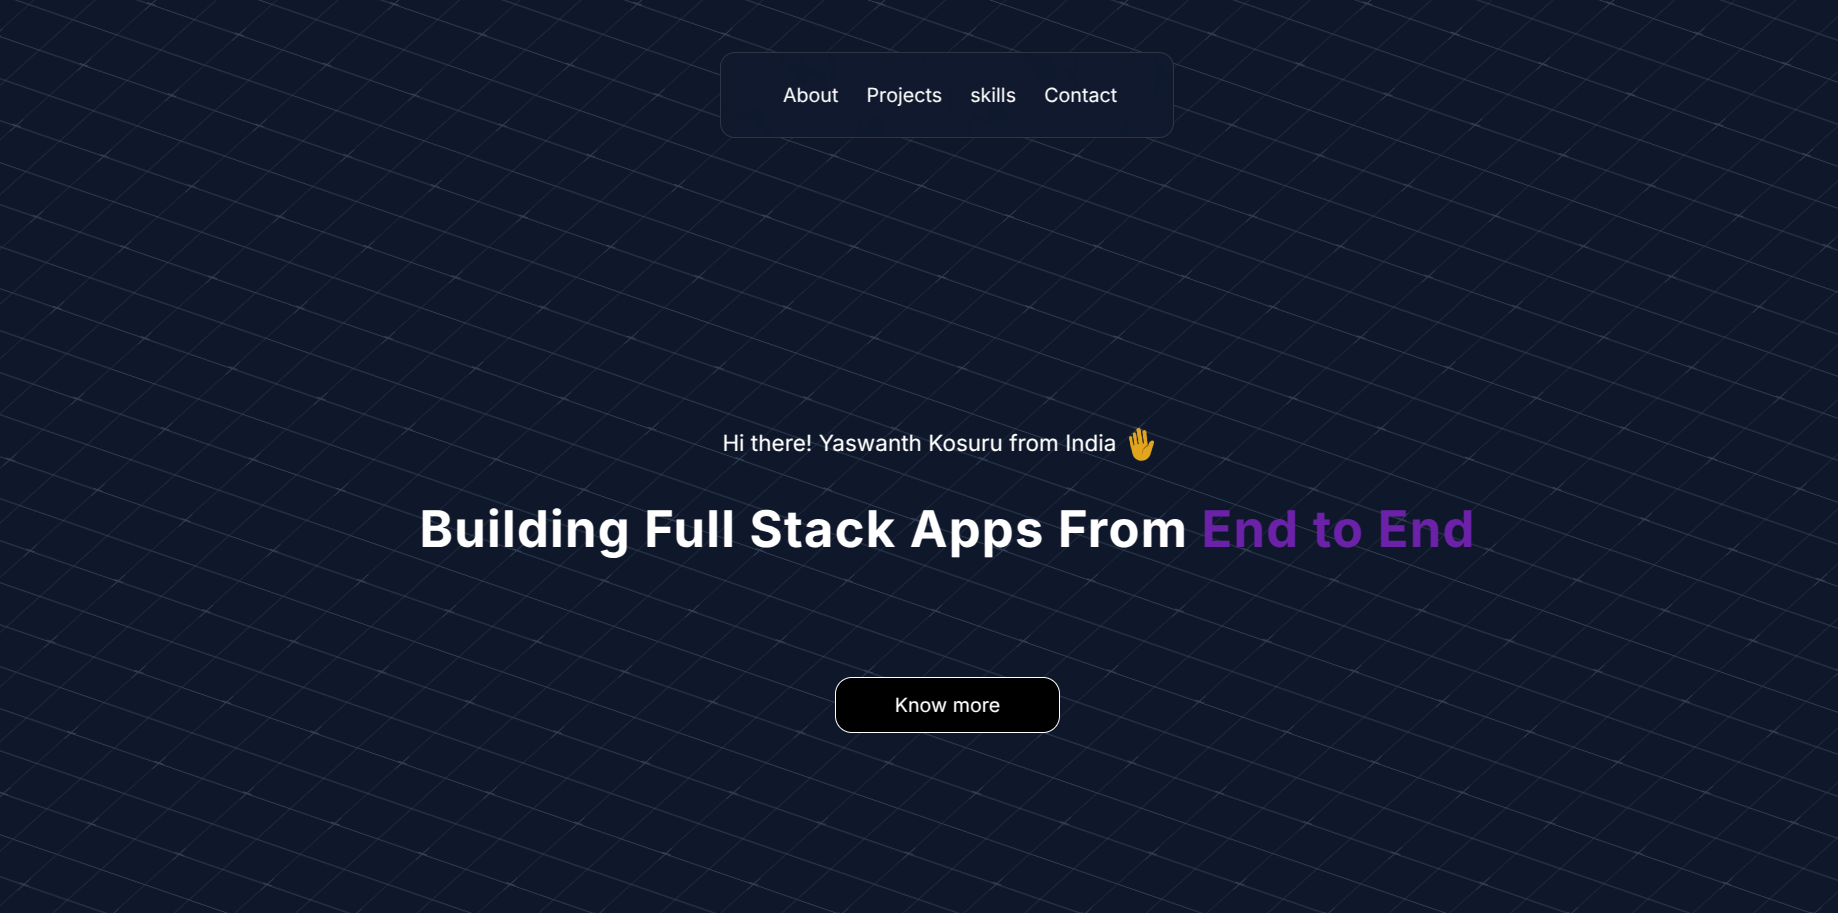 About Projects skills Contact
Hi there! Yaswanth Kosuru from India 🖐
Building Full Stack Apps From End to End
Know more